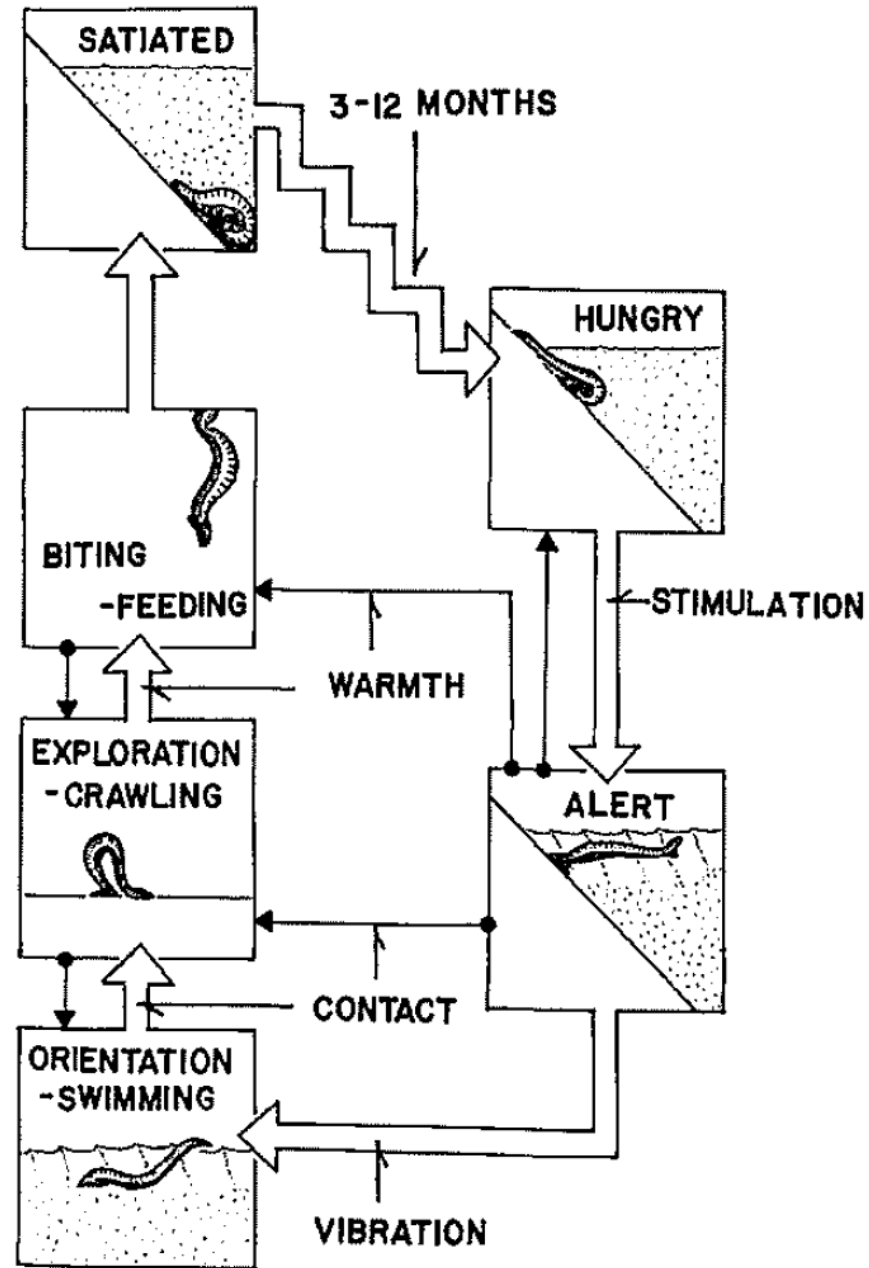 SATIATED
3-12 MONTHS
HUNGRY
BITING
-FEEDING
STIMULATION
WARMTH
EXPLORATION
-CRAWLING
ALERT
CONTACT
ORIENTATION
-SWIMMING
VIBRATION